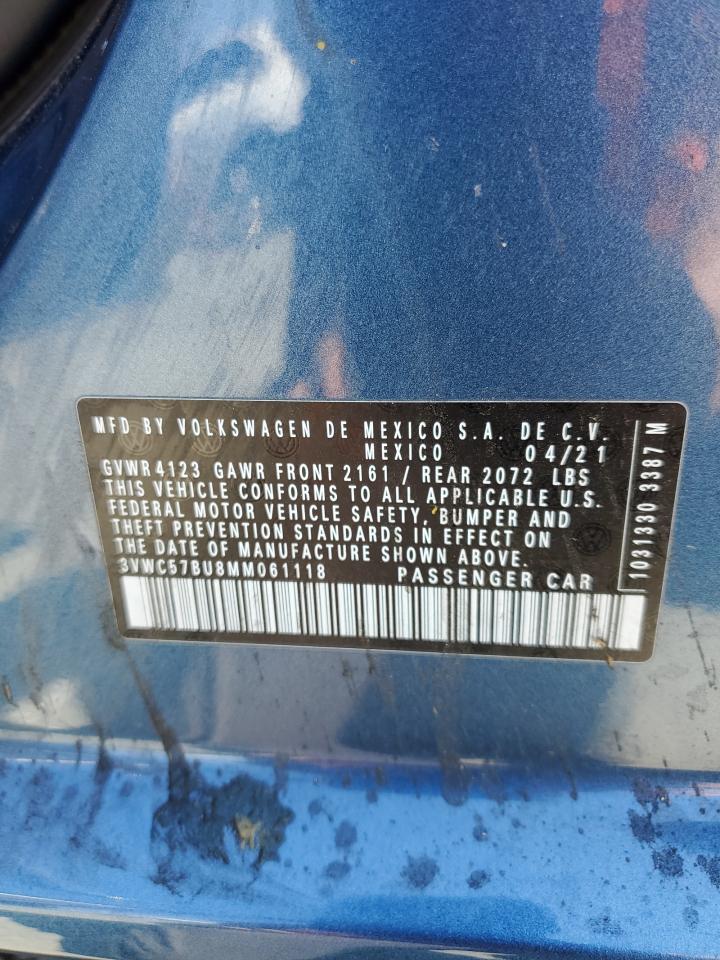 MFD BY VOLKSWAGEN DE MEXICO S.A. DE C.V.
MEXICO 04/21
GVWR 4123 GAWR FRONT 2161 / REAR 2072 LBS
THIS VEHICLE CONFORMS TO ALL APPLICABLE U.S.
FEDERAL MOTOR VEHICLE SAFETY, BUMPER AND
THEFT PREVENTION STANDARDS IN EFFECT ON
THE DATE OF MANUFACTURE SHOWN ABOVE.
3VWC57BU8MM061118 PASSENGER CAR
1031330 3387 M